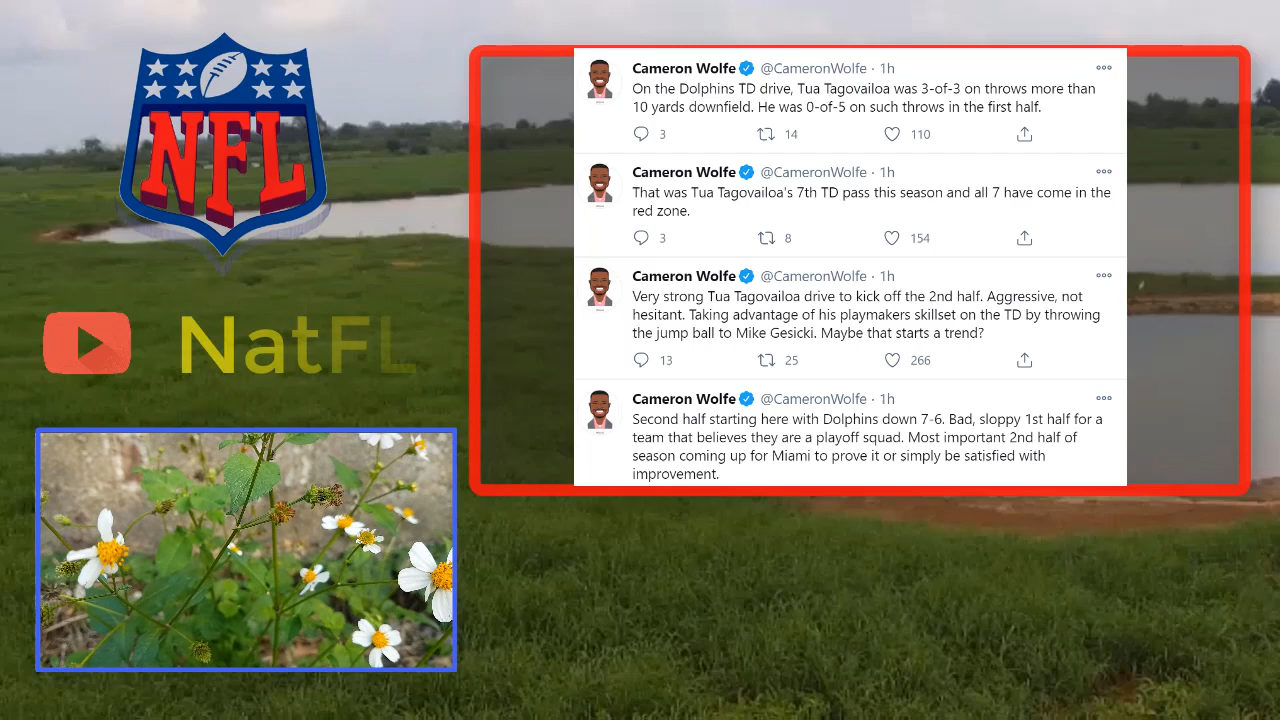 NFL
NatFL
Cameron Wolfe @CameronWolfe · 1h
On the Dolphins TD drive, Tua Tagovailoa was 3-of-3 on throws more than
10 yards downfield. He was 0-of-5 on such throws in the first half.
3 14 110
Cameron Wolfe @CameronWolfe · 1h
That was Tua Tagovailoa's 7th TD pass this season and all 7 have come in the
red zone.
3 8 154
Cameron Wolfe @CameronWolfe · 1h
Very strong Tua Tagovailoa drive to kick off the 2nd half. Aggressive, not
hesitant. Taking advantage of his playmakers skillset on the TD by throwing
the jump ball to Mike Gesicki. Maybe that starts a trend?
13 25 266
Cameron Wolfe @CameronWolfe · 1h
Second half starting here with Dolphins down 7-6. Bad, sloppy 1st half for a
team that believes they are a playoff squad. Most important 2nd half of
season coming up for Miami to prove it or simply be satisfied with
improvement.